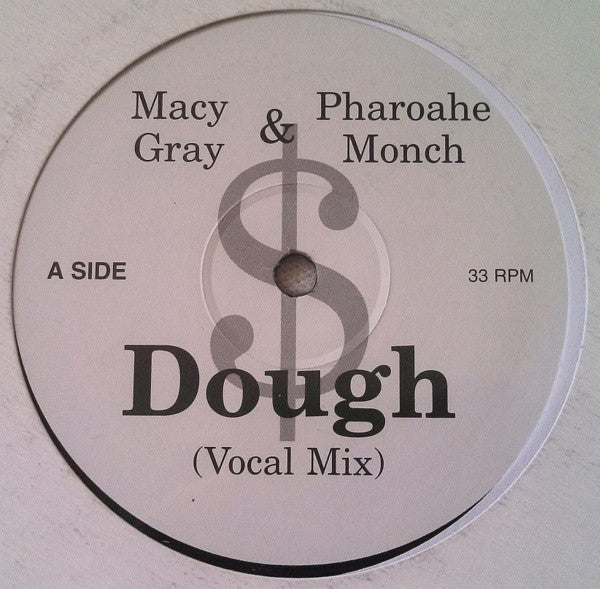 Macy & Pharoahe
Gray Monch
$
A SIDE
33 RPM
Dough
(Vocal Mix)